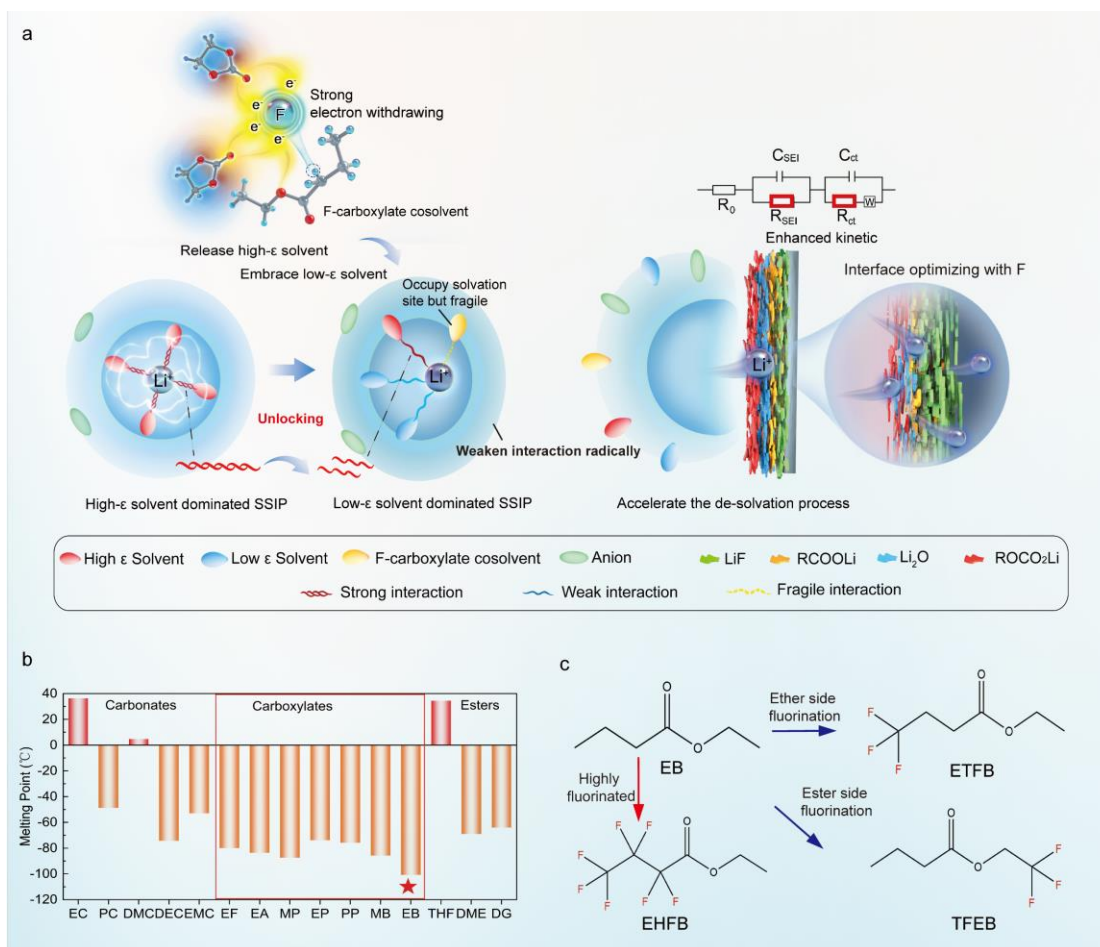 a
e⁻
e⁻
e⁻
e⁻
e⁻
F
Strong
electron withdrawing
F-carboxylate cosolvent
Release high-ε solvent
Embrace low-ε solvent
C_SEI
C_ct
R_0
R_SEI
R_ct
W
Enhanced kinetic
Interface optimizing with F
Occupy solvation
site but fragile
Li⁺
Li⁺
Li⁺
Unlocking
Weaken interaction radically
High-ε solvent dominated SSIP
Low-ε solvent dominated SSIP
Accelerate the de-solvation process
High ε Solvent
Low ε Solvent
F-carboxylate cosolvent
Anion
LiF
RCOOLi
Li₂O
ROCO₂Li
Strong interaction
Weak interaction
Fragile interaction
b
Melting Point (℃)
40
20
0
-20
-40
-60
-80
-100
-120
Carbonates
Carboxylates
Esters
EC
PC
DMC
DEC
EMC
EF
EA
MP
EP
PP
MB
EB
THF
DME
DG
c
O
O
EB
Ether side
fluorination
O
O
F
F
F
ETFB
Highly
fluorinated
Ester side
fluorination
F
F
O
F
F
O
F
F
F
EHFB
O
F
O
F
F
TFEB